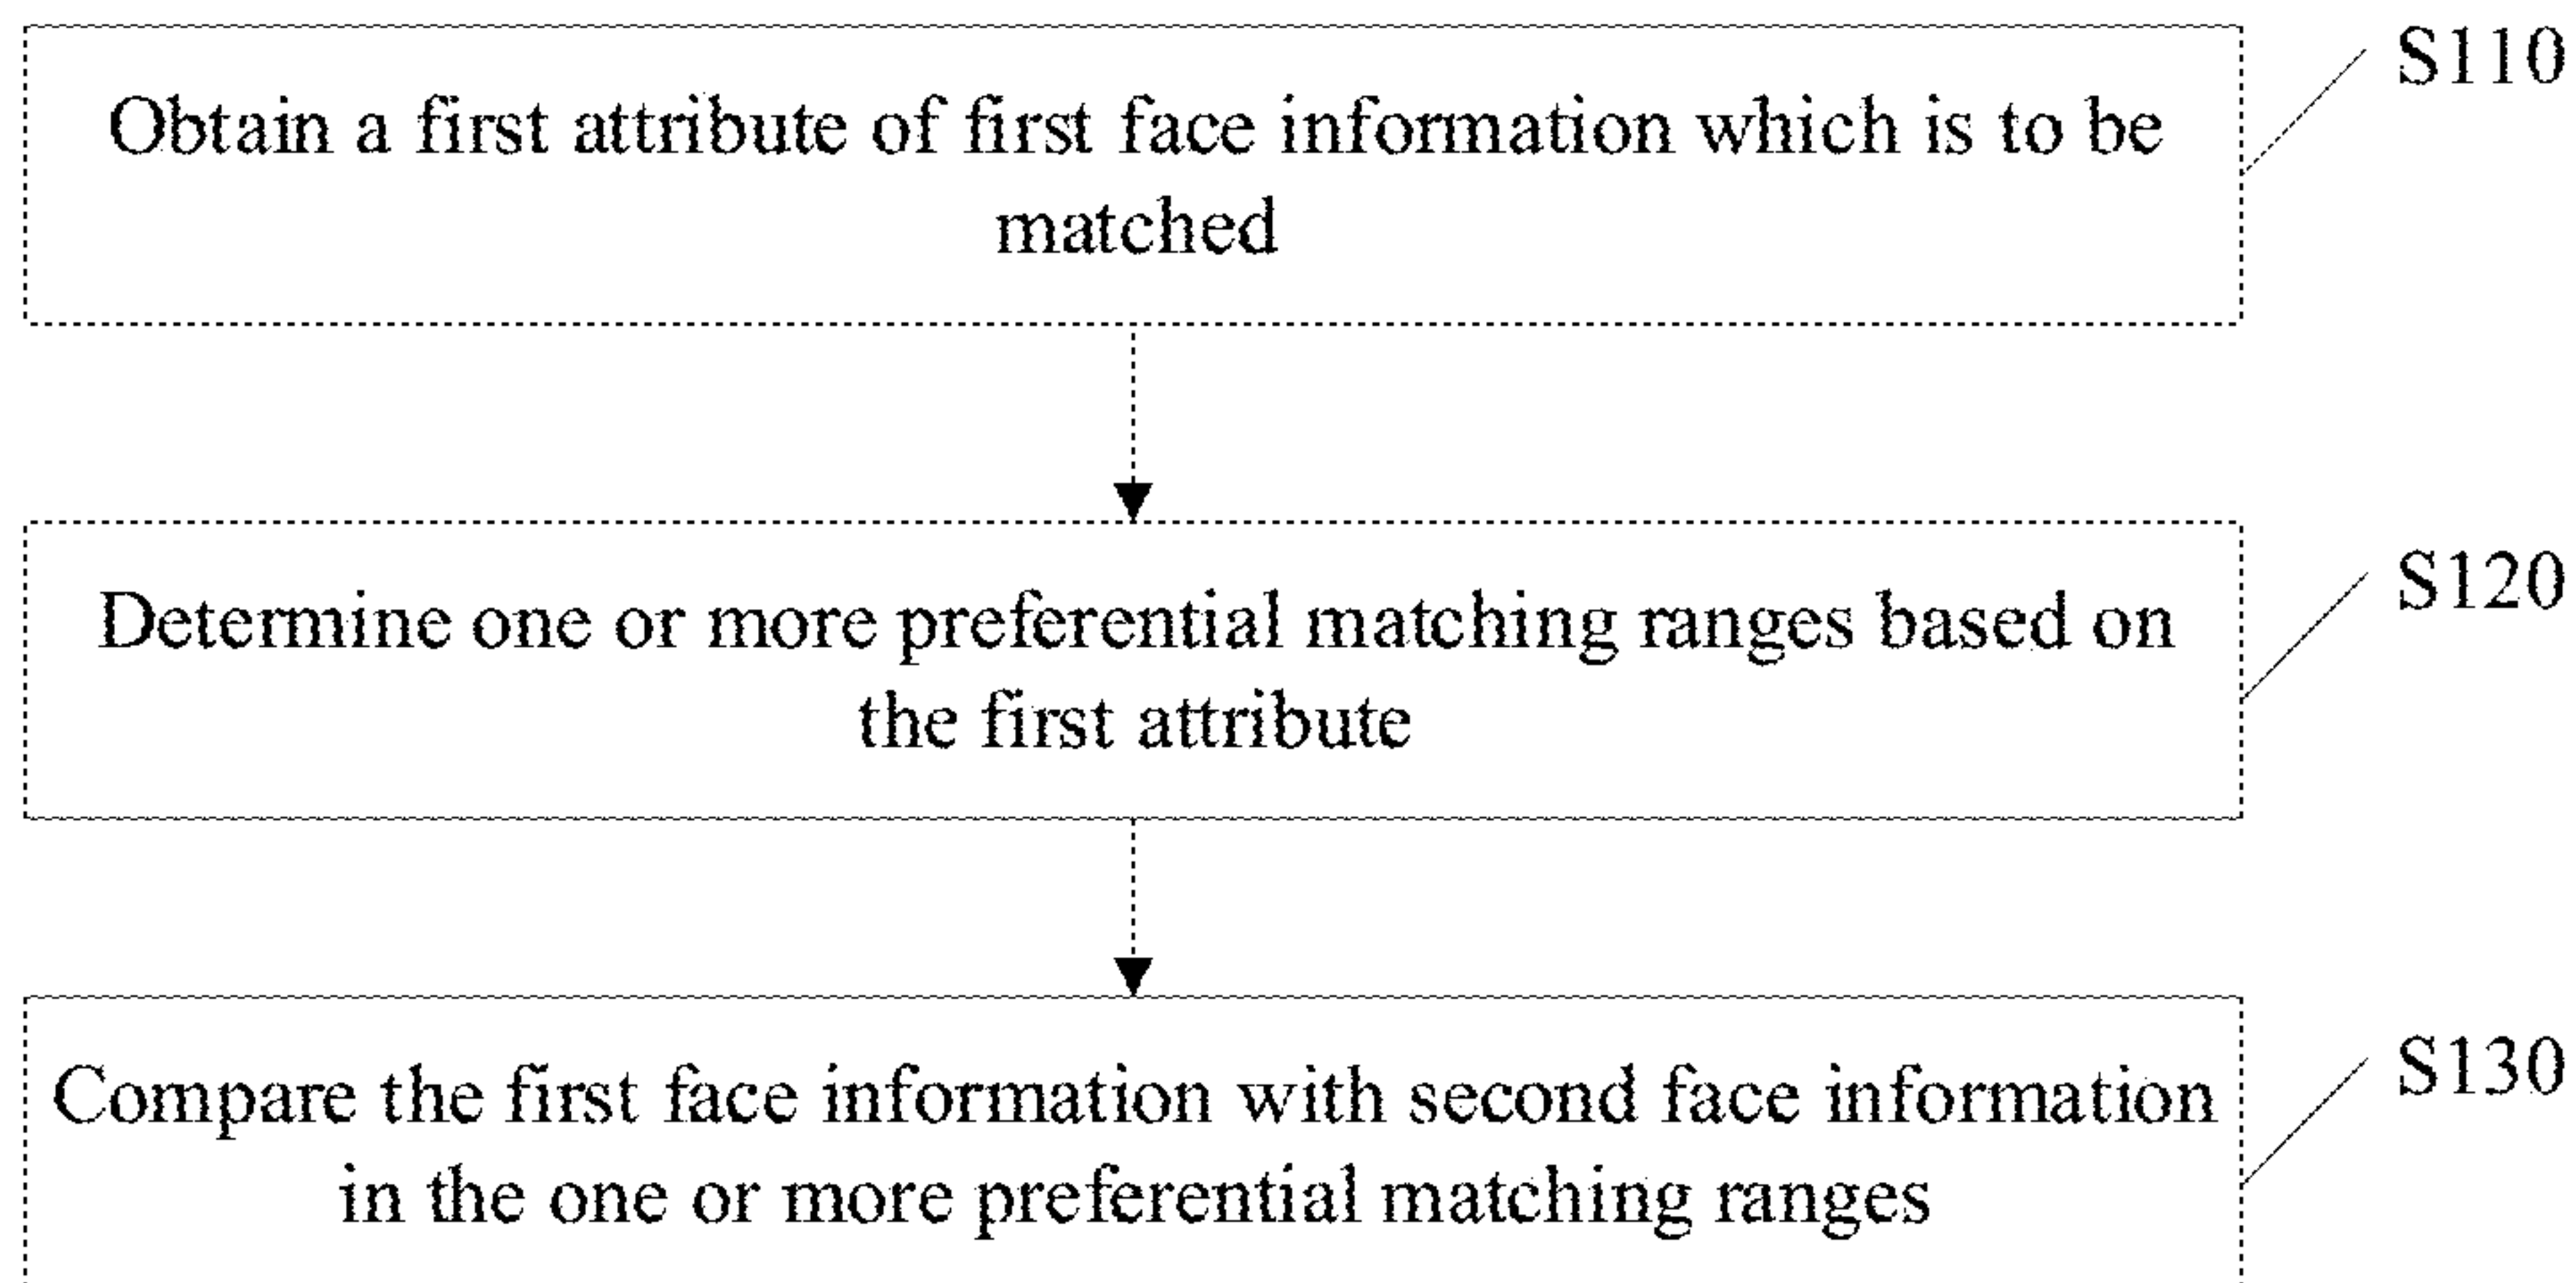 S110
Obtain a first attribute of first face information which is to be
matched
S120
Determine one or more preferential matching ranges based on
the first attribute
S130
Compare the first face information with second face information
in the one or more preferential matching ranges